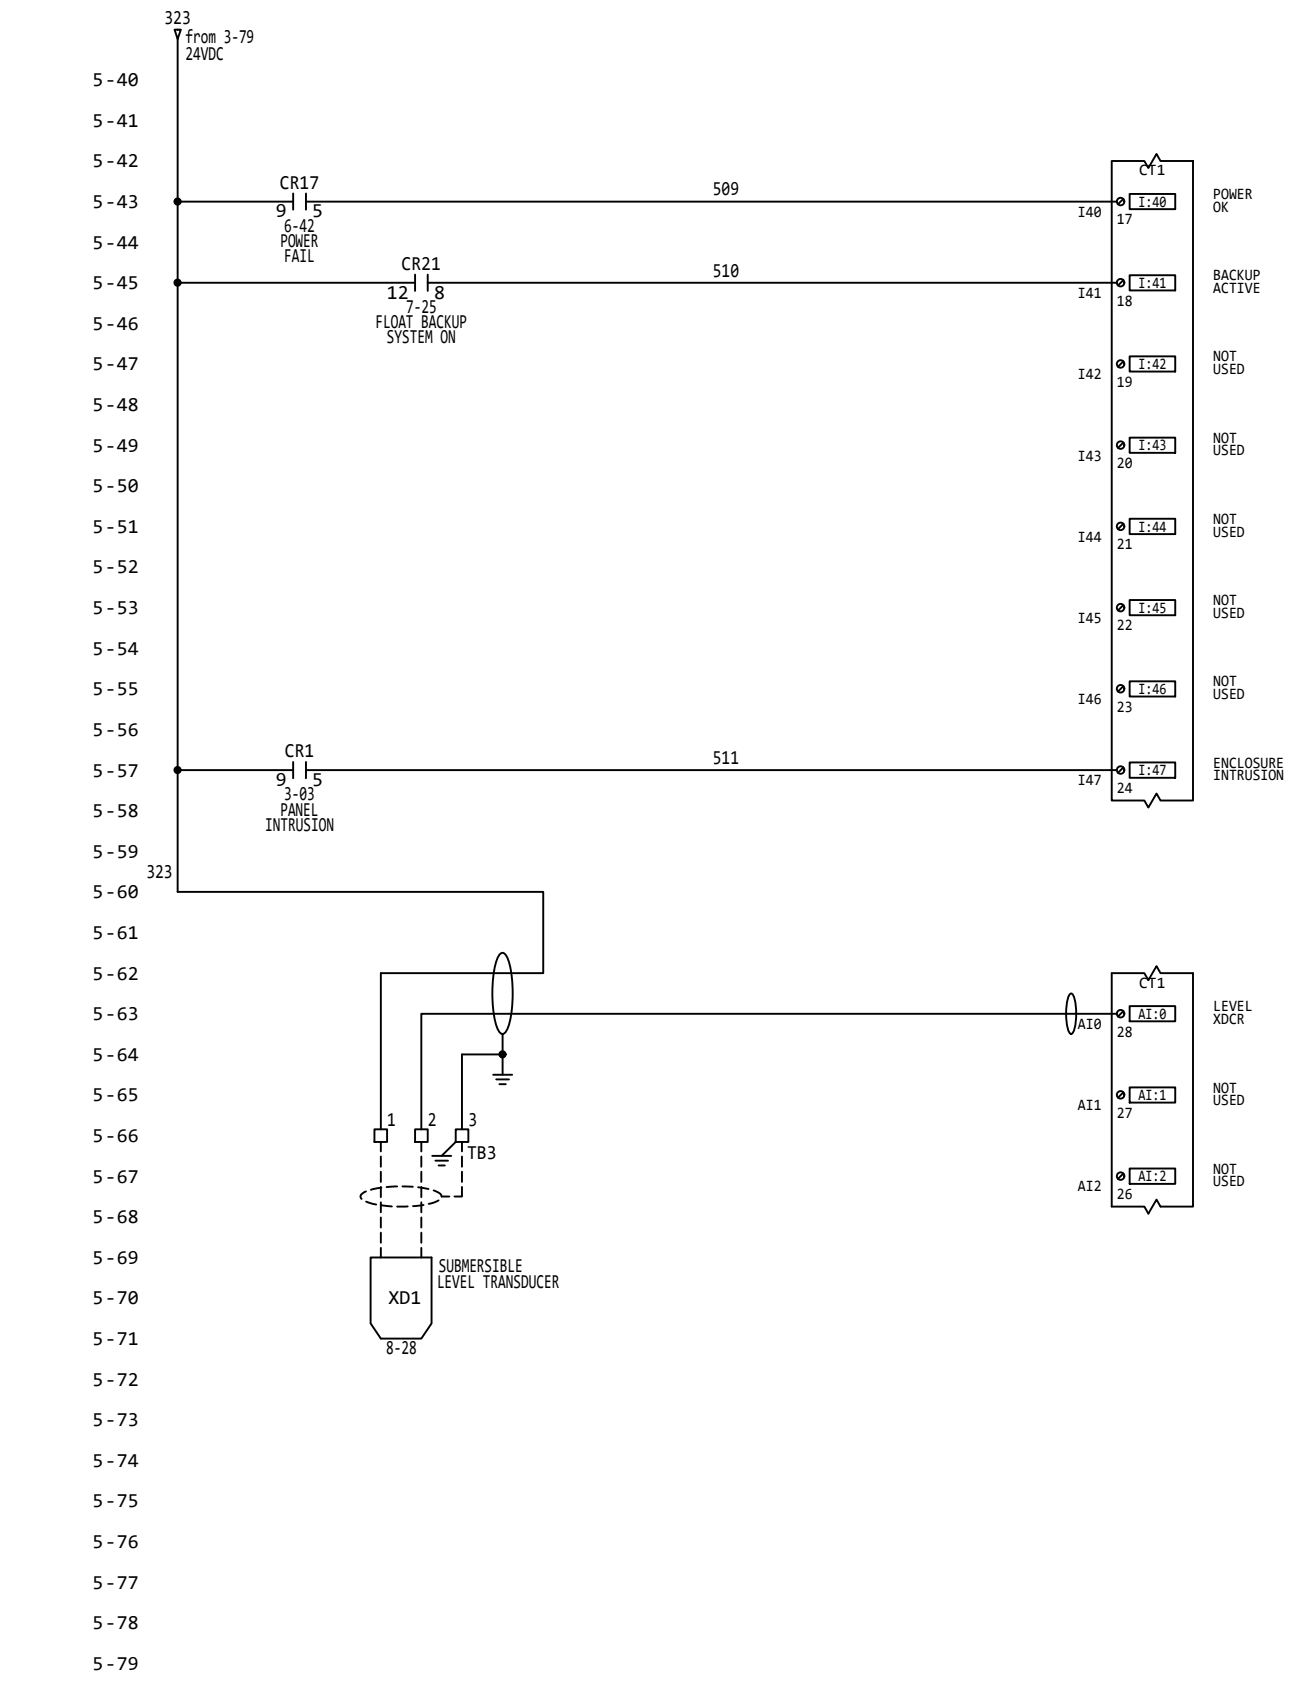 323
from 3-79
24VDC
5-40
5-41
5-42
CT1
CR17
509
POWER
OK
5-43
I:40
9 5
I40
17
6-42
POWER
FAIL
5-44
CR21
510
BACKUP
ACTIVE
5-45
I:41
12 8
I41
18
7-25
FLOAT BACKUP
SYSTEM ON
5-46
NOT
USED
5-47
I:42
I42
19
5-48
NOT
USED
5-49
I:43
I43
20
5-50
NOT
USED
5-51
I:44
I44
21
5-52
NOT
USED
5-53
I:45
I45
22
5-54
NOT
USED
5-55
I:46
I46
23
5-56
CR1
511
ENCLOSURE
INTRUSION
5-57
I:47
9 5
I47
24
3-03
PANEL
INTRUSION
5-58
5-59
323
5-60
5-61
5-62
CT1
LEVEL
XDCR
5-63
AI:0
AI0
28
5-64
NOT
USED
5-65
AI:1
AI1
27
1 2 3
5-66
TB3
NOT
USED
5-67
AI:2
AI2
26
5-68
5-69
SUBMERSIBLE
LEVEL TRANSDUCER
5-70
XD1
5-71
8-28
5-72
5-73
5-74
5-75
5-76
5-77
5-78
5-79